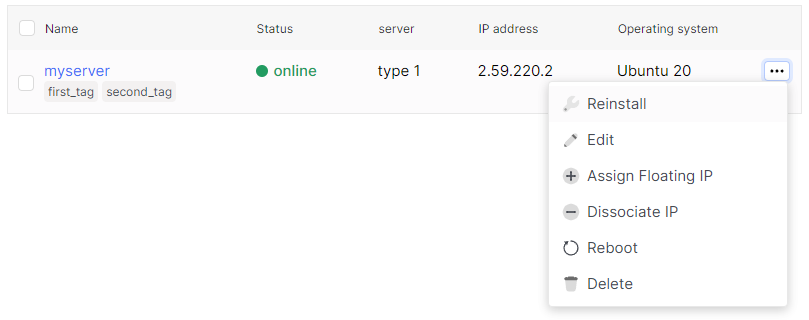 Name Status server IP address Operating system
myserver online type 1 2.59.220.2 Ubuntu 20
first_tag second_tag
Reinstall
Edit
Assign Floating IP
Dissociate IP
Reboot
Delete